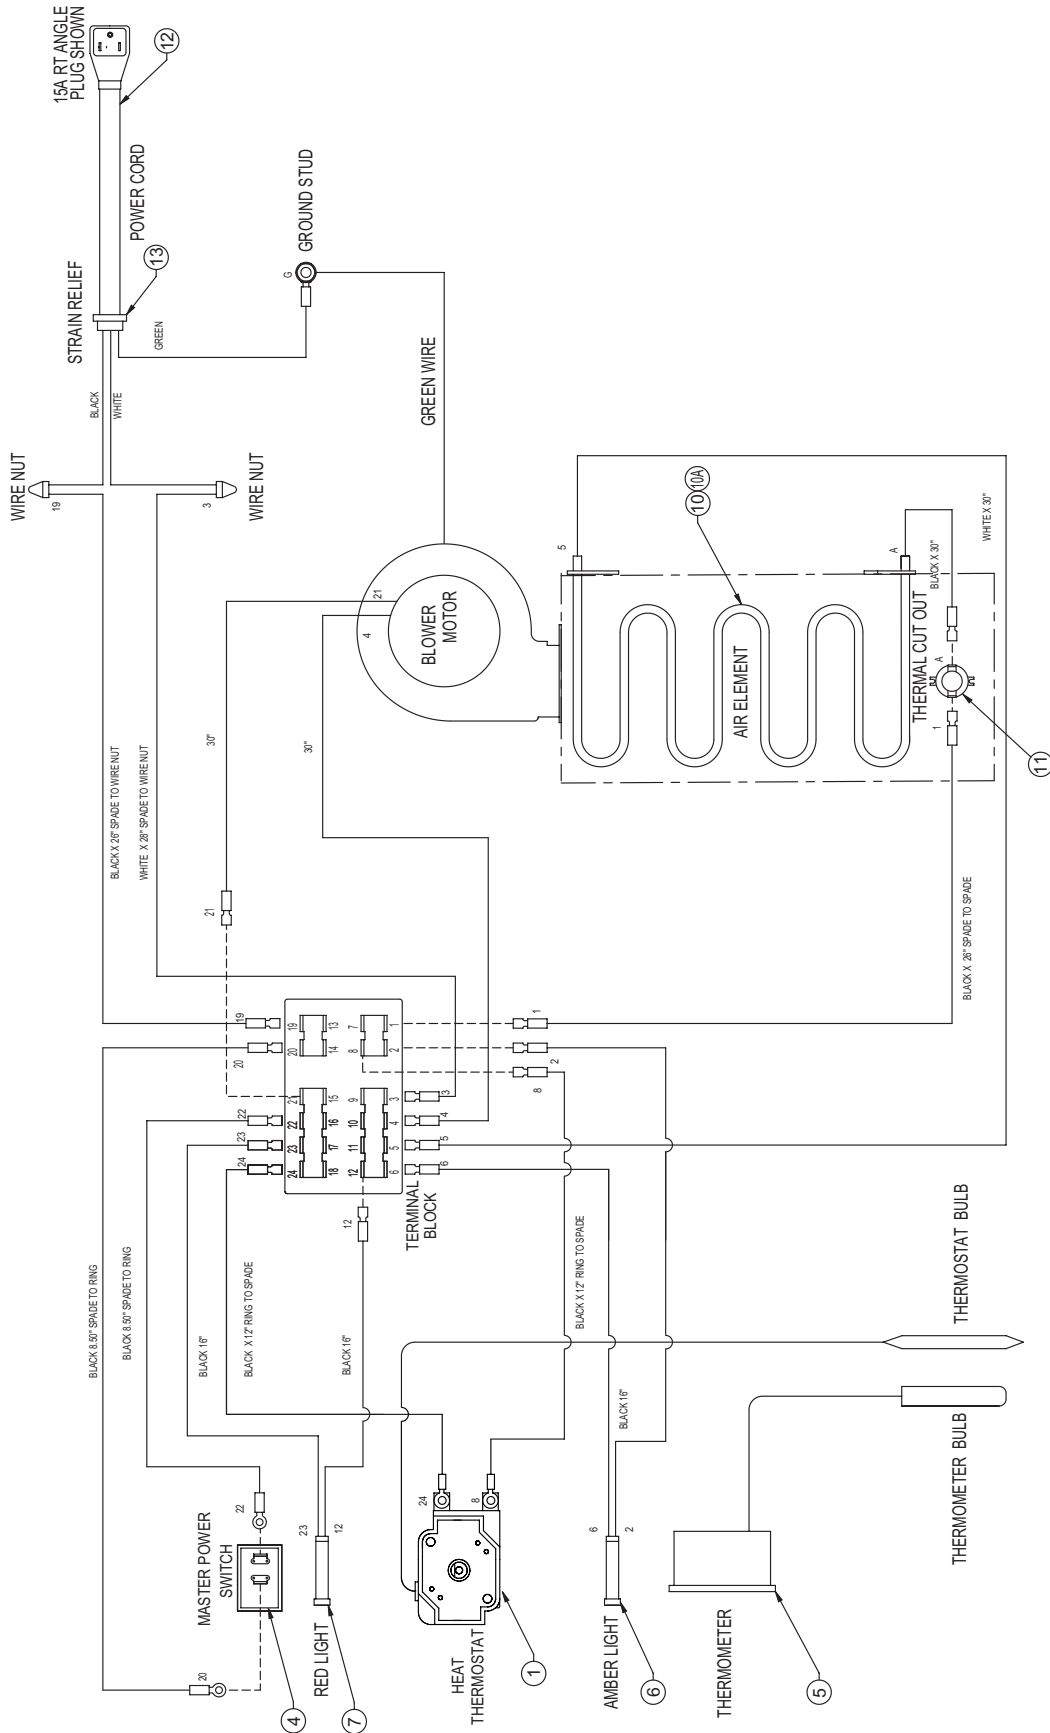 15A RT ANGLE
PLUG SHOWN
12
POWER CORD
STRAIN RELIEF
13
GREEN
BLACK
WHITE
G
GROUND STUD
GREEN WIRE
WIRE NUT
19
3
WIRE NUT
BLACK X 26" SPADE TO WIRE NUT
WHITE X 28" SPADE TO WIRE NUT
21
4
BLOWER
MOTOR
30"
30"
21
5
10
10A
AIR ELEMENT
A
BLACK X 30"
WHITE X 30"
THERMAL CUT OUT
A
1
11
BLACK X 26" SPADE TO SPADE
19
20
22
23
24
19
20
21
22
23
24
13
14
15
16
17
18
7
8
9
10
11
12
1
2
3
4
5
6
1
2
8
3
4
5
6
12
TERMINAL
BLOCK
BLACK 8.50" SPADE TO RING
BLACK 8.50" SPADE TO RING
BLACK 16"
BLACK X 12" RING TO SPADE
BLACK 16"
BLACK X 12" RING TO SPADE
BLACK 16"
MASTER POWER
SWITCH
22
20
4
RED LIGHT
23
12
7
HEAT
THERMOSTAT
24
8
1
AMBER LIGHT
6
2
6
THERMOMETER
5
THERMOMETER BULB
THERMOSTAT BULB